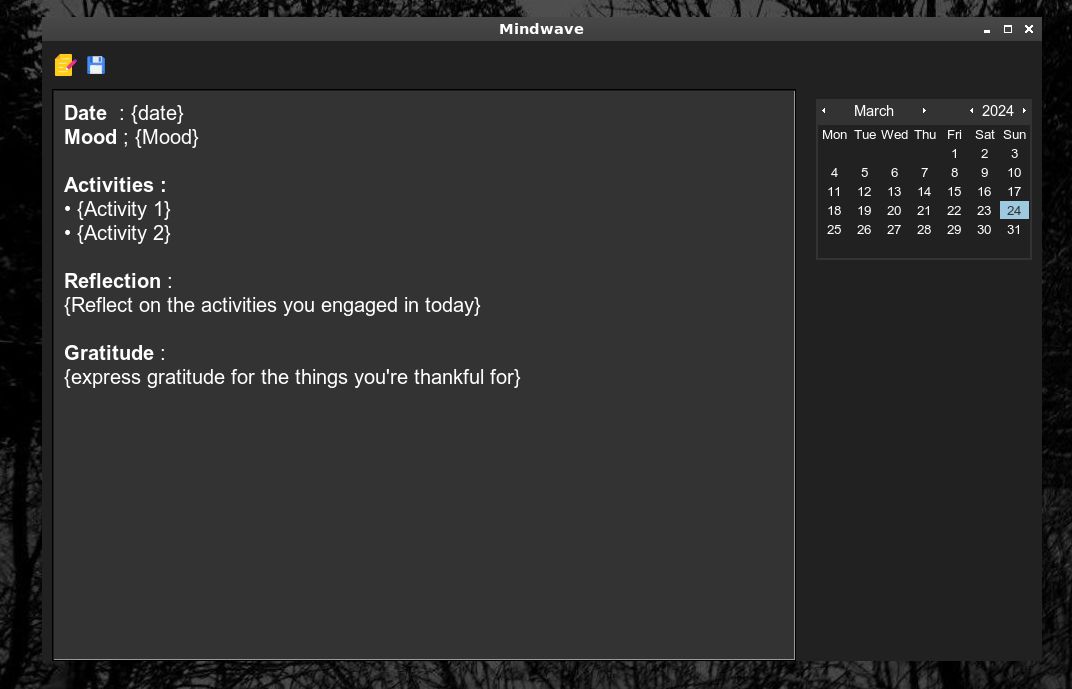 Mindwave
Date : {date}
Mood ; {Mood}
Activities :
• {Activity 1}
• {Activity 2}
Reflection :
{Reflect on the activities you engaged in today}
Gratitude :
{express gratitude for the things you're thankful for}
March 2024
Mon Tue Wed Thu Fri Sat Sun
1 2 3
4 5 6 7 8 9 10
11 12 13 14 15 16 17
18 19 20 21 22 23 24
25 26 27 28 29 30 31